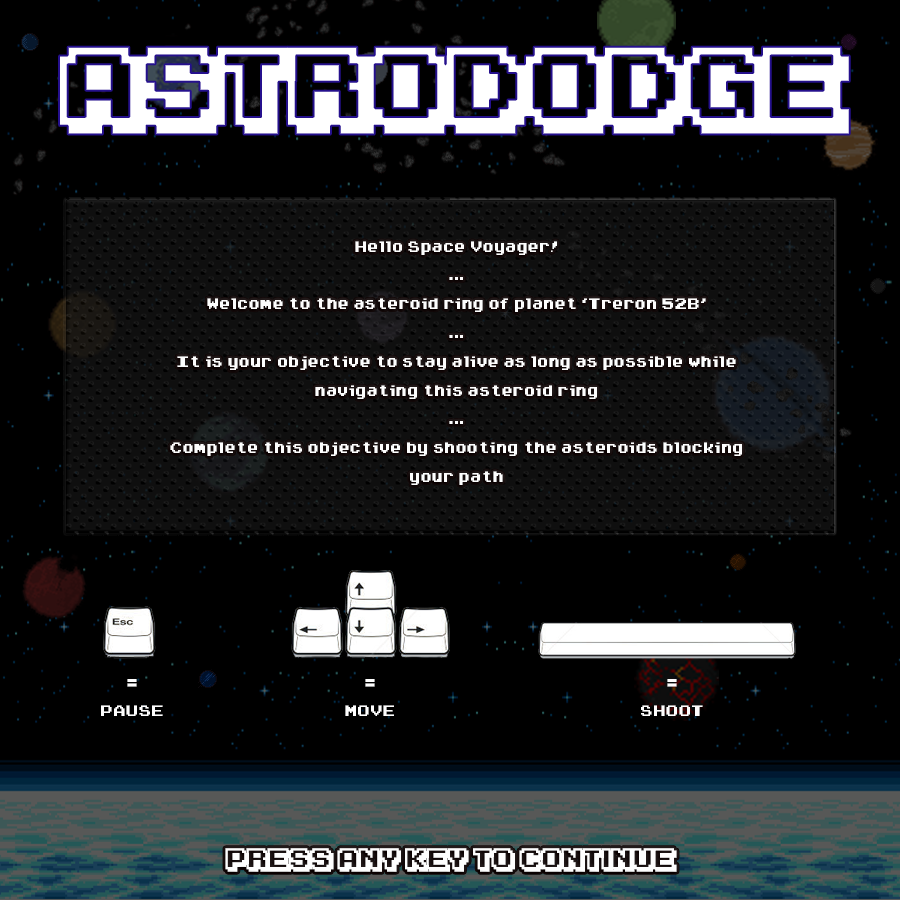 ASTRODODGE
Hello Space Voyager!
...
Welcome to the asteroid ring of planet ‘Treron 52B’
...
It is your objective to stay alive as long as possible while
navigating this asteroid ring
...
Complete this objective by shooting the asteroids blocking
your path
Esc
↑
← ↓ →
= = =
PAUSE MOVE SHOOT
PRESS ANY KEY TO CONTINUE